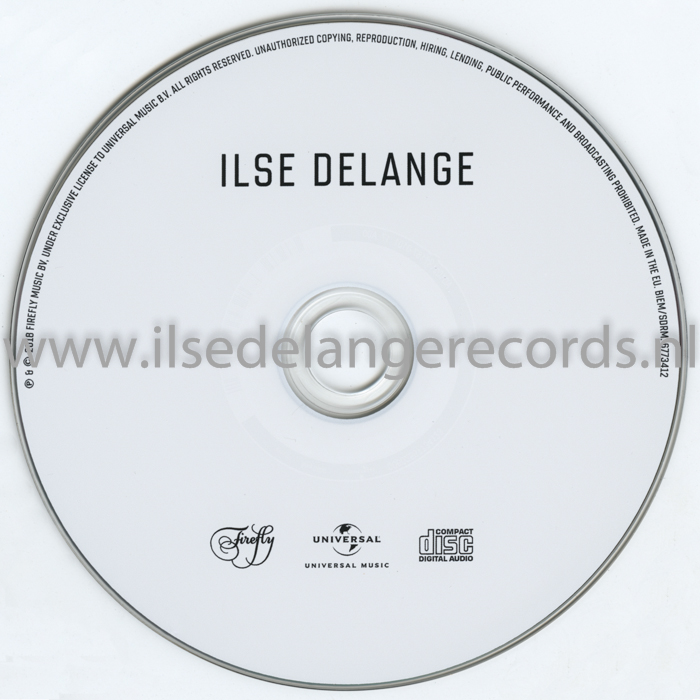 ℗ & © 2018 FIREFLY MUSIC BV, UNDER EXCLUSIVE LICENSE TO UNIVERSAL MUSIC B.V. ALL RIGHTS RESERVED. UNAUTHORIZED COPYING, REPRODUCTION, HIRING, LENDING, PUBLIC PERFORMANCE AND BROADCASTING PROHIBITED. MADE IN THE EU. BIEM/SDRM. 6773412
ILSE DELANGE
www.ilsedelangerecords.nl
Firefly
UNIVERSAL
UNIVERSAL MUSIC
COMPACT
disc
DIGITAL AUDIO